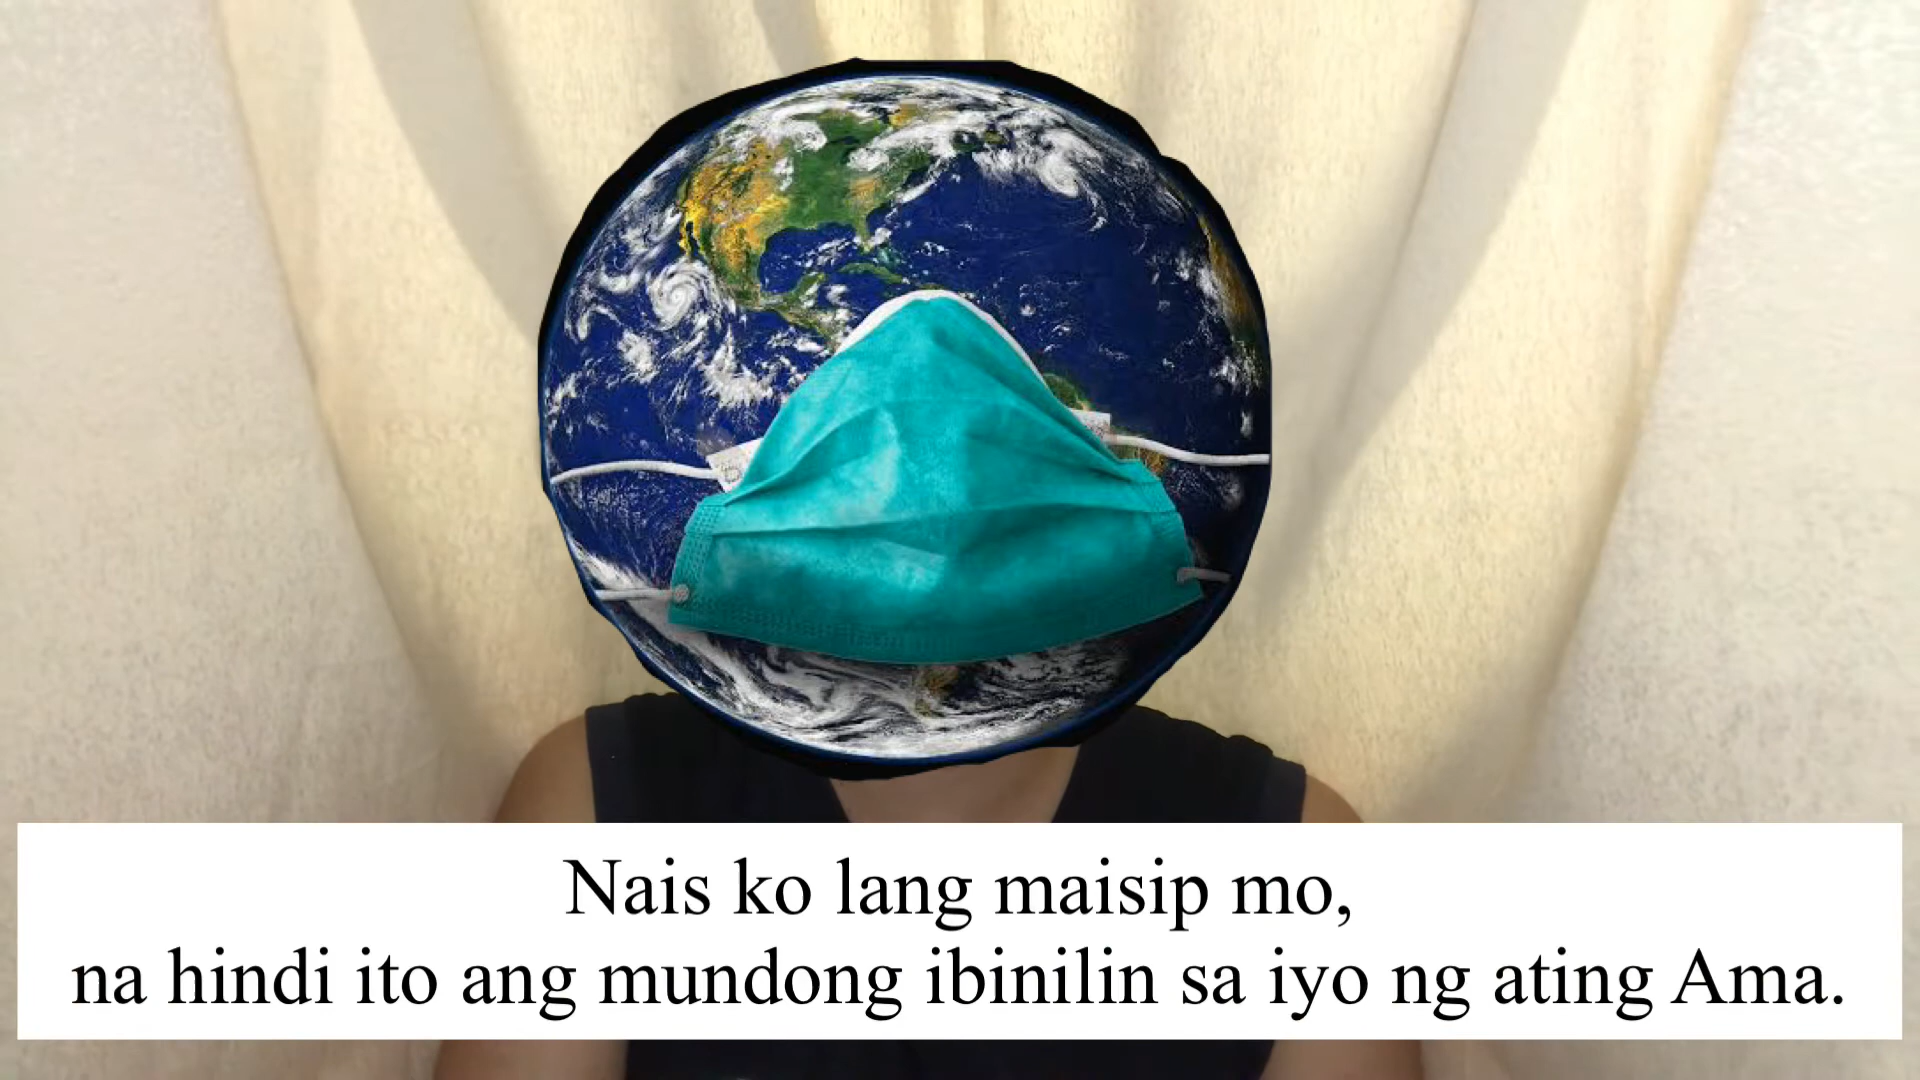 Nais ko lang maisip mo,
na hindi ito ang mundong ibinilin sa iyo ng ating Ama.